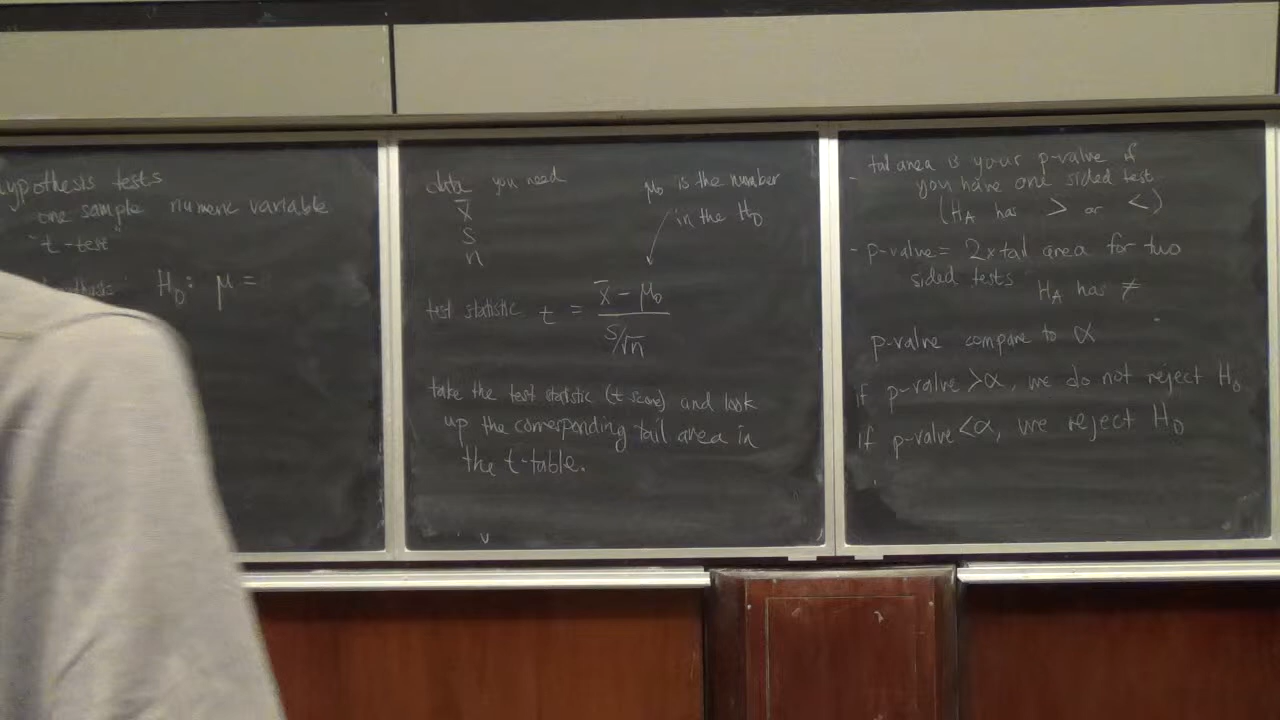 hypothesis tests
one sample numeric variable
t-test
H₀: μ =
data you need
x̄
s
n
μ₀ is the number
in the H₀
test statistic t = (x̄ - μ₀) / (s/√n)
take the test statistic (t score) and look
up the corresponding tail area in
the t-table.
- tail area is your p-value if
you have one sided test
(H_A has > or <)
- p-value = 2x tail area for two
sided tests H_A has ≠
p-value compare to α
if p-value > α, we do not reject H₀
if p-value < α, we reject H₀